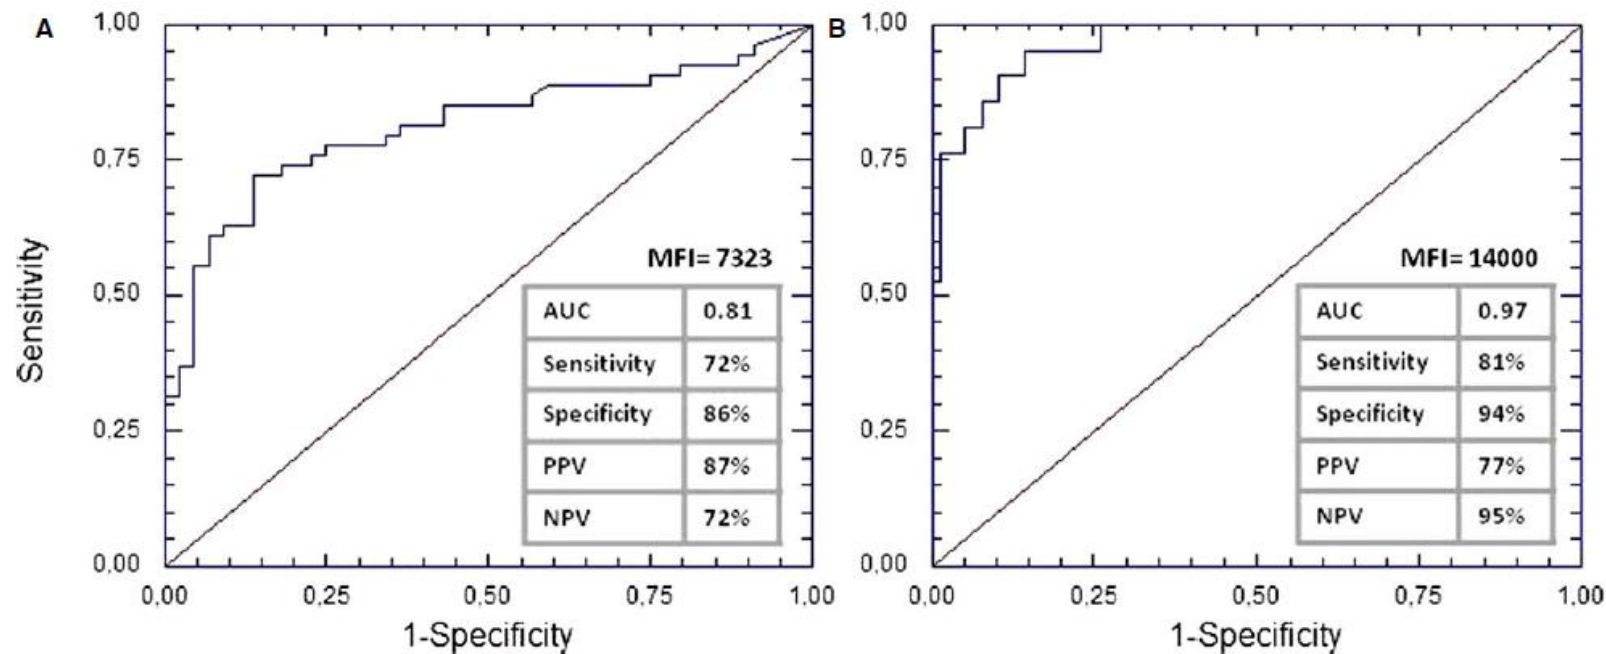 A
1.00
0,75
0.50
0.25
0.00
Sensitivity
0,00
0,25
0,50
0,75
1,00
1-Specificity
MFI= 7323
AUC 0.81
Sensitivity 72%
Specificity 86%
PPV 87%
NPV 72%
B
1,00
0,75
0.50
0,25
0,00
0,00
0,25
0,50
0,75
1,00
1-Specificity
MFI= 14000
AUC 0.97
Sensitivity 81%
Specificity 94%
PPV 77%
NPV 95%